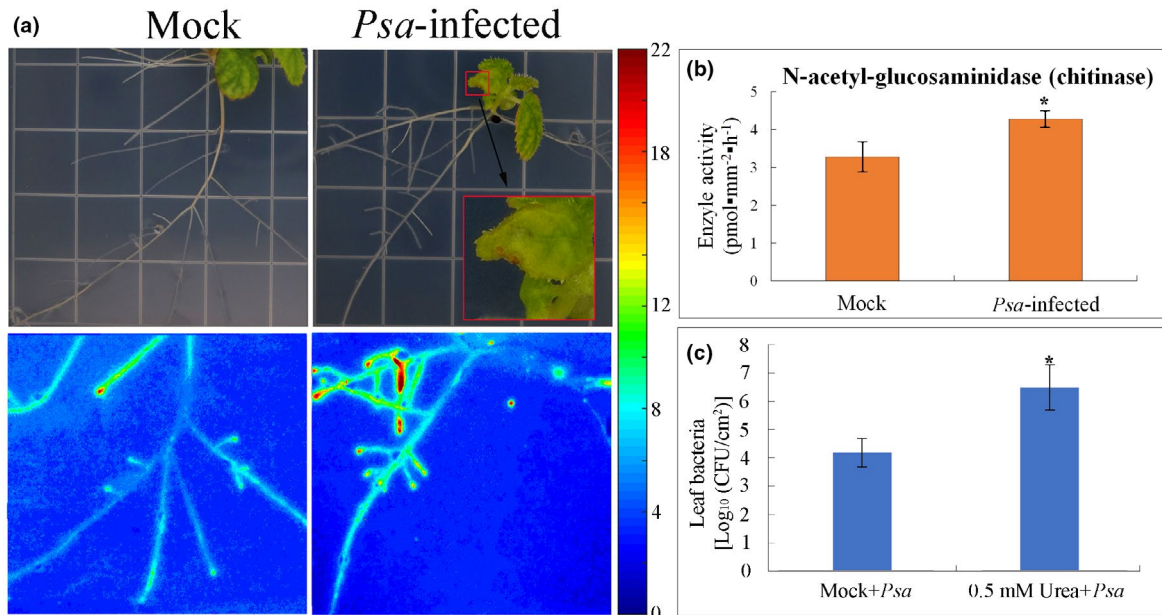 (a)
Mock
Psa-infected
22
18
12
8
4
0
(b)
N-acetyl-glucosaminidase (chitinase)
Enzyle activity
(pmol▪mm⁻²▪h⁻¹)
5
4
3
2
1
0
*
Mock
Psa-infected
(c)
Leaf bacteria
[Log₁₀ (CFU/cm²)]
8
7
6
5
4
3
2
1
0
*
Mock+Psa
0.5 mM Urea+Psa